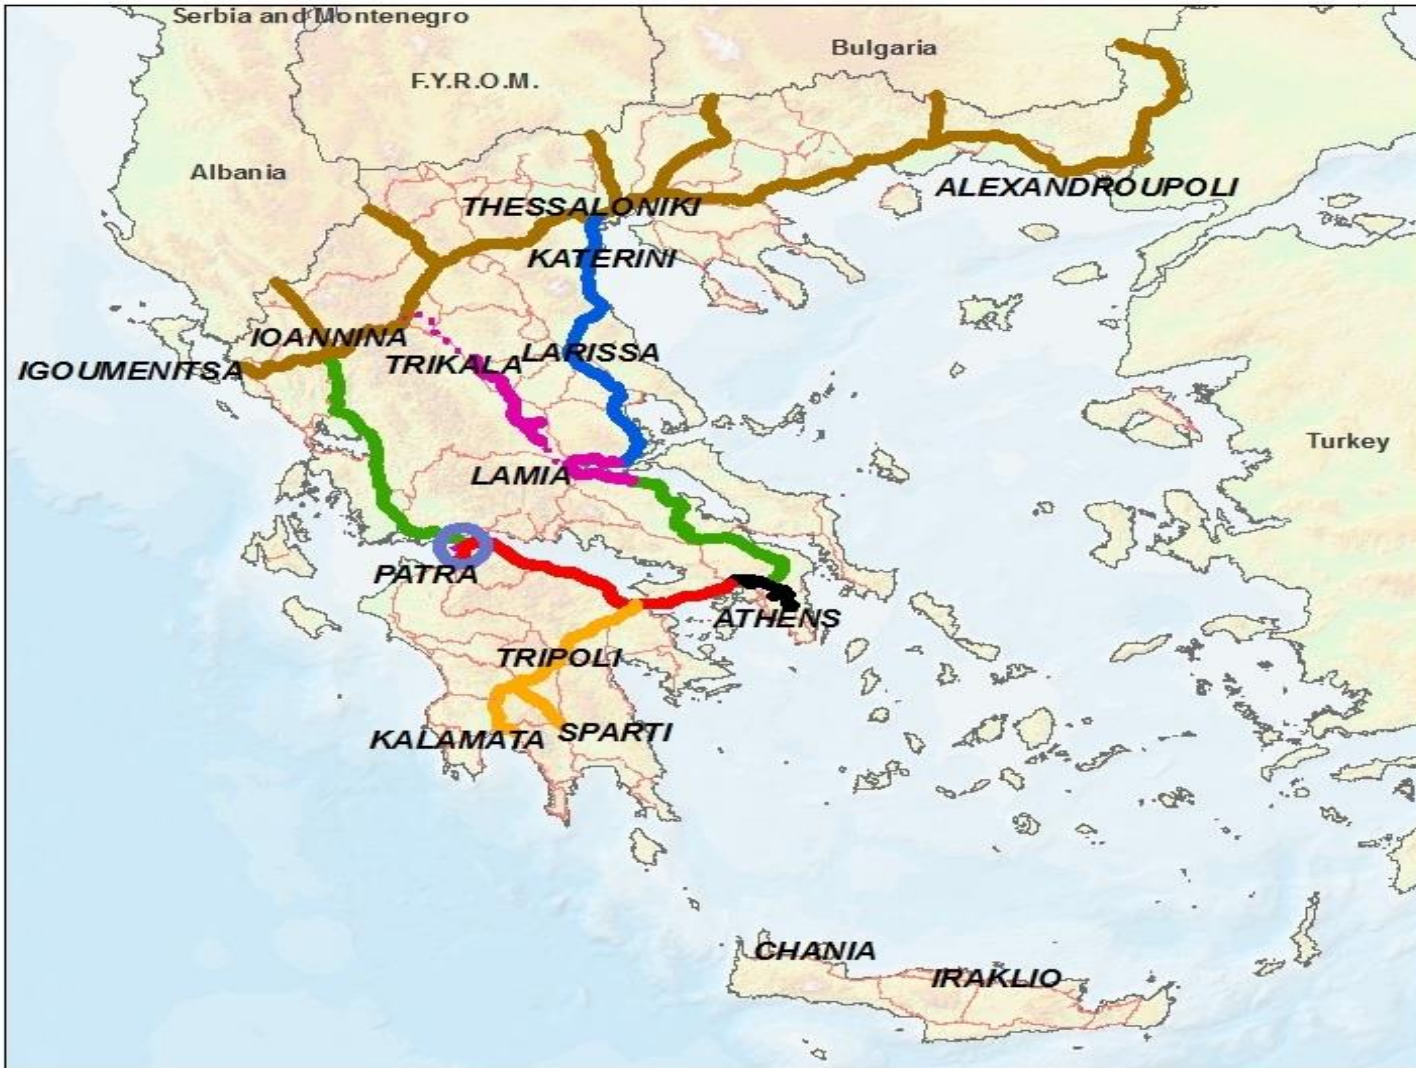 Serbia and Montenegro
Bulgaria
F.Y.R.O.M.
Albania
ALEXANDROUPOLI
THESSALONIKI
KATERINI
IOANNINA
LARISSA
TRIKALA
IGOUMENITSA
Turkey
LAMIA
PATRA
ATHENS
TRIPOLI
SPARTI
KALAMATA
CHANIA
IRAKLIO